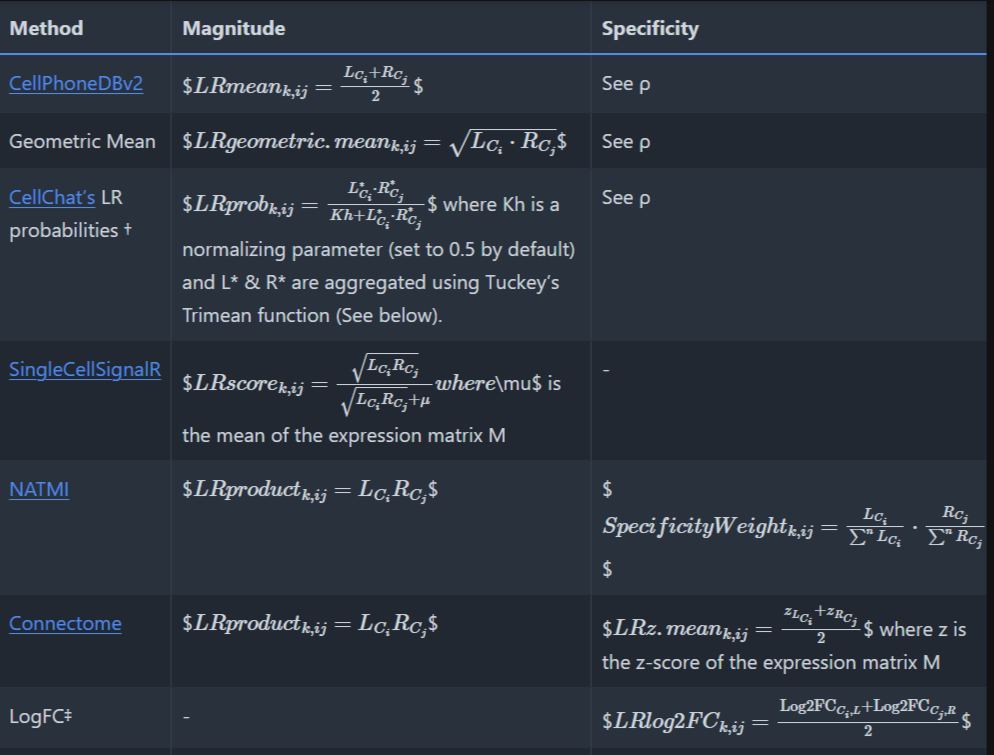 Method Magnitude Specificity
CellPhoneDBv2 $LRmean_{k,ij} = \frac{L_{C_i}+R_{C_j}}{2}$ See ρ
Geometric Mean $LRgeometric.mean_{k,ij} = \sqrt{L_{C_i} \cdot R_{C_j}}$ See ρ
CellChat's LR $LRprob_{k,ij} = \frac{L^*_{C_i} \cdot R^*_{C_j}}{Kh+L^*_{C_i} \cdot R^*_{C_j}}$ where Kh is a See ρ
probabilities † normalizing parameter (set to 0.5 by default)
and L* & R* are aggregated using Tuckey's
Trimean function (See below).
SingleCellSignalR $LRscore_{k,ij} = \frac{\sqrt{L_{C_i}R_{C_j}}}{\sqrt{L_{C_i}R_{C_j}}+\mu} where\mu$ is -
the mean of the expression matrix M
NATMI $LRproduct_{k,ij} = L_{C_i}R_{C_j}$ $
SpecificityWeight_{k,ij} = \frac{L_{C_i}}{\sum^n L_{C_i}} \cdot \frac{R_{C_j}}{\sum^n R_{C_j}}
$
Connectome $LRproduct_{k,ij} = L_{C_i}R_{C_j}$ $LRz.mean_{k,ij} = \frac{z_{L_{C_i}}+z_{R_{C_j}}}{2}$ where z is
the z-score of the expression matrix M
LogFC‡ - $LRlog2FC_{k,ij} = \frac{Log2FC_{C_i,L}+Log2FC_{C_j,R}}{2}$